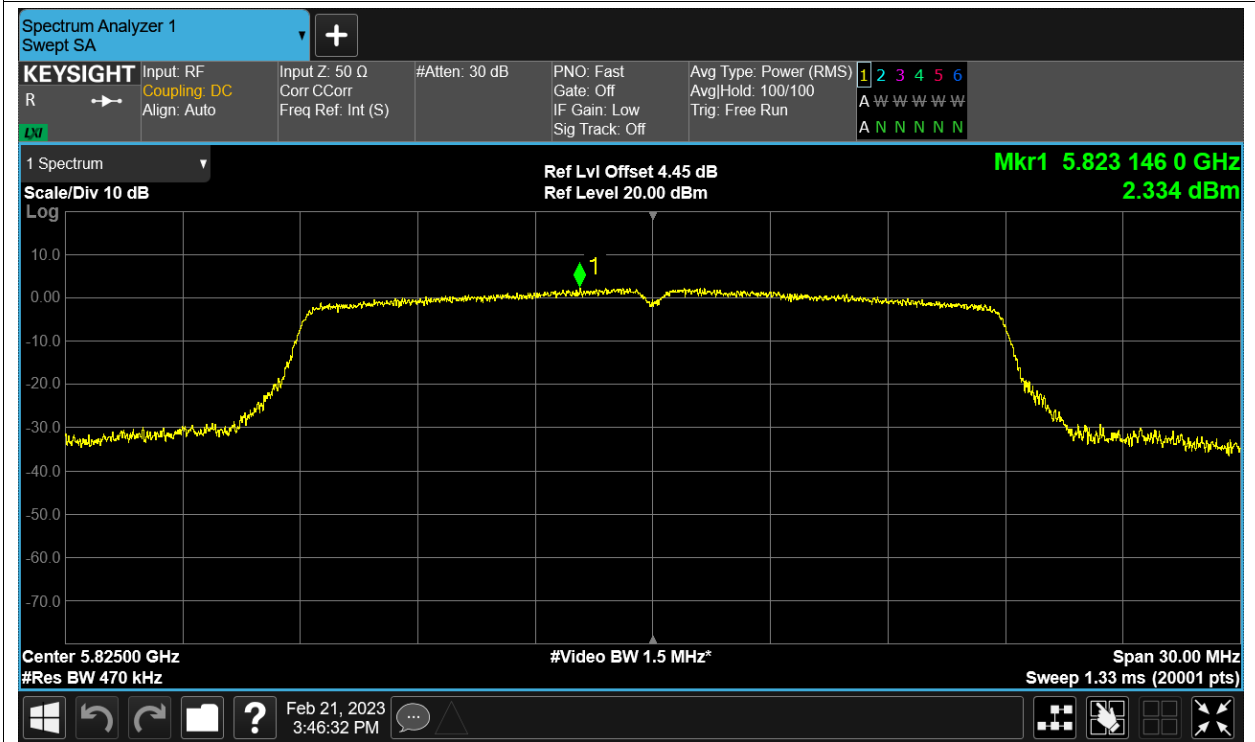 Spectrum Analyzer 1
Swept SA
+
KEYSIGHT Input: RF Input Z: 50 Ω #Atten: 30 dB PNO: Fast Avg Type: Power (RMS) 1 2 3 4 5 6
R Coupling: DC Corr CCorr Gate: Off Avg|Hold: 100/100 A W W W W W
Align: Auto Freq Ref: Int (S) IF Gain: Low Trig: Free Run
LXI Sig Track: Off A N N N N N
1 Spectrum Ref Lvl Offset 4.45 dB Mkr1 5.823 146 0 GHz
Scale/Div 10 dB Ref Level 20.00 dBm 2.334 dBm
Log
10.0
1
0.00
-10.0
-20.0
-30.0
-40.0
-50.0
-60.0
-70.0
Center 5.82500 GHz #Video BW 1.5 MHz* Span 30.00 MHz
#Res BW 470 kHz Sweep 1.33 ms (20001 pts)
? Feb 21, 2023
3:46:32 PM